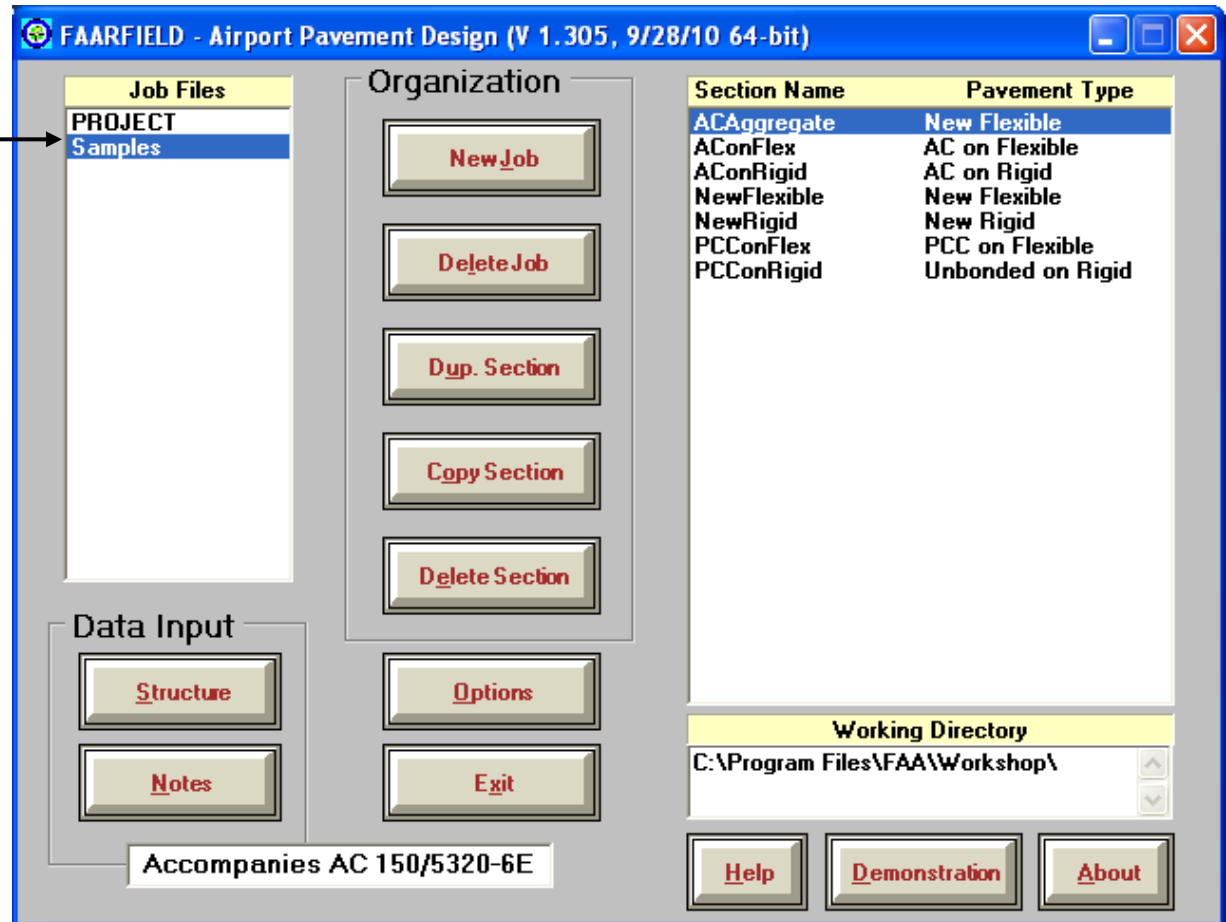 FAARFIELD - Airport Pavement Design (V 1.305, 9/28/10 64-bit)
Job Files
PROJECT
Samples
Organization
New Job
Delete Job
Dup. Section
Copy Section
Delete Section
Data Input
Structure
Notes
Options
Exit
Accompanies AC 150/5320-6E
Section Name Pavement Type
ACAggregate New Flexible
AConFlex AC on Flexible
AConRigid AC on Rigid
NewFlexible New Flexible
NewRigid New Rigid
PCConFlex PCC on Flexible
PCConRigid Unbonded on Rigid
Working Directory
C:\Program Files\FAA\Workshop\
Help Demonstration About